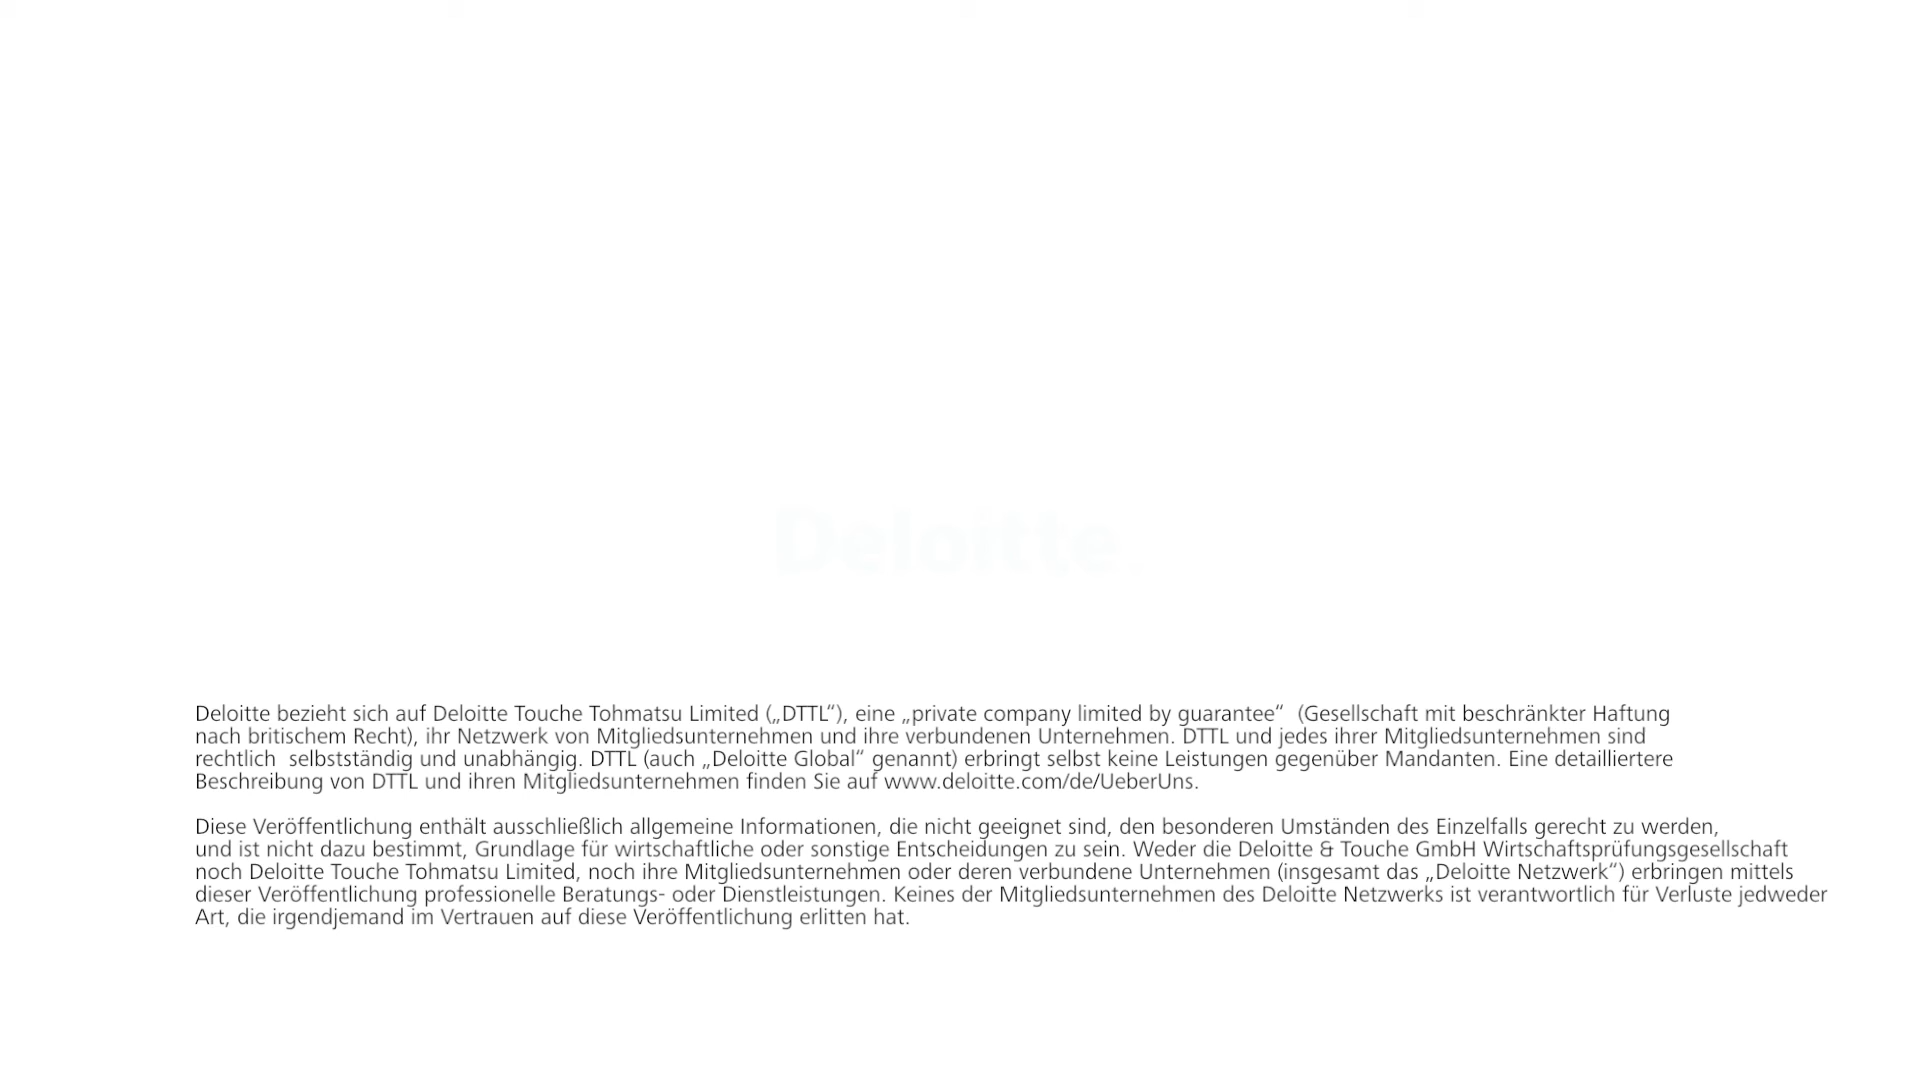 Deloitte.
Deloitte bezieht sich auf Deloitte Touche Tohmatsu Limited („DTTL“), eine „private company limited by guarantee“  (Gesellschaft mit beschränkter Haftung
nach britischem Recht), ihr Netzwerk von Mitgliedsunternehmen und ihre verbundenen Unternehmen. DTTL und jedes ihrer Mitgliedsunternehmen sind
rechtlich  selbstständig und unabhängig. DTTL (auch „Deloitte Global“ genannt) erbringt selbst keine Leistungen gegenüber Mandanten. Eine detailliertere
Beschreibung von DTTL und ihren Mitgliedsunternehmen finden Sie auf www.deloitte.com/de/UeberUns.
Diese Veröffentlichung enthält ausschließlich allgemeine Informationen, die nicht geeignet sind, den besonderen Umständen des Einzelfalls gerecht zu werden,
und ist nicht dazu bestimmt, Grundlage für wirtschaftliche oder sonstige Entscheidungen zu sein. Weder die Deloitte & Touche GmbH Wirtschaftsprüfungsgesellschaft
noch Deloitte Touche Tohmatsu Limited, noch ihre Mitgliedsunternehmen oder deren verbundene Unternehmen (insgesamt das „Deloitte Netzwerk“) erbringen mittels
dieser Veröffentlichung professionelle Beratungs- oder Dienstleistungen. Keines der Mitgliedsunternehmen des Deloitte Netzwerks ist verantwortlich für Verluste jedweder
Art, die irgendjemand im Vertrauen auf diese Veröffentlichung erlitten hat.